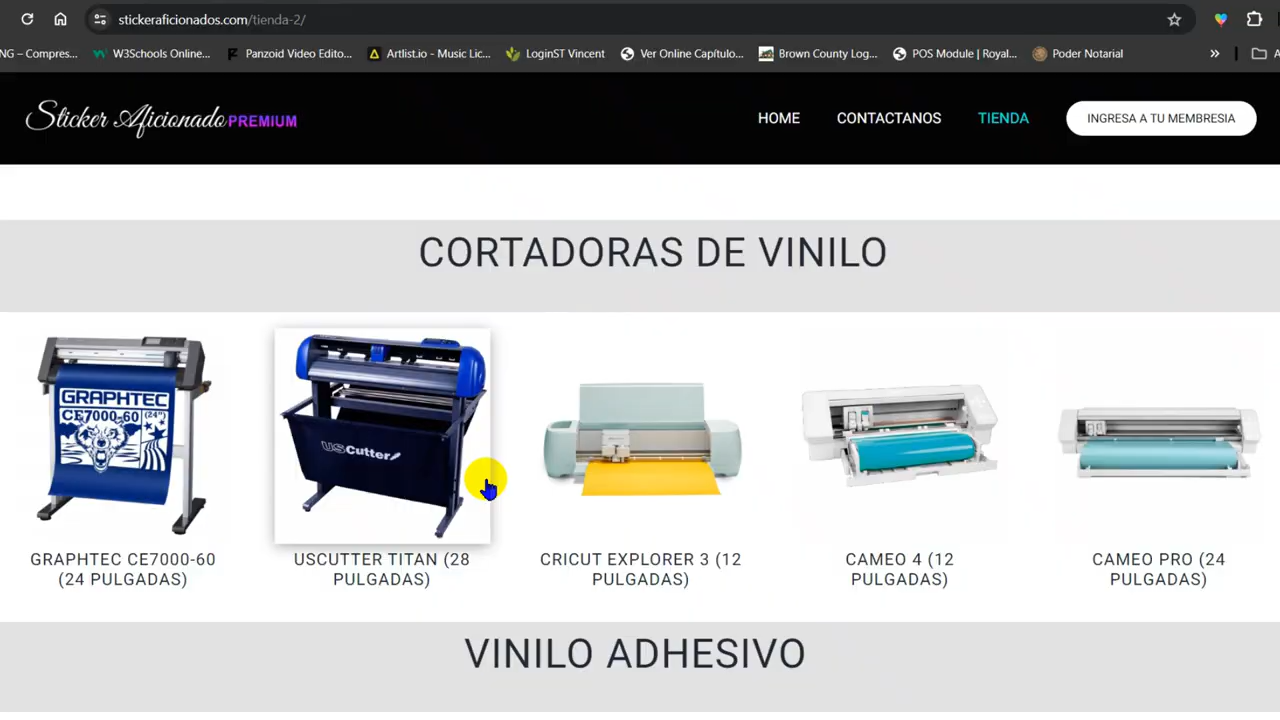 stickeraficionados.com/tienda-2/
NG – Compres...
W3Schools Online...
Panzoid Video Edito...
Artlist.io - Music Lic...
LoginST Vincent
Ver Online Capítulo...
Brown County Log...
POS Module | Royal...
Poder Notarial
»
Sticker Aficionado PREMIUM
HOME
CONTACTANOS
TIENDA
INGRESA A TU MEMBRESIA
CORTADORAS DE VINILO
GRAPHTEC
CE7000-60 (24")
USCutter
GRAPHTEC CE7000-60
(24 PULGADAS)
USCUTTER TITAN (28
PULGADAS)
CRICUT EXPLORER 3 (12
PULGADAS)
CAMEO 4 (12
PULGADAS)
CAMEO PRO (24
PULGADAS)
VINILO ADHESIVO